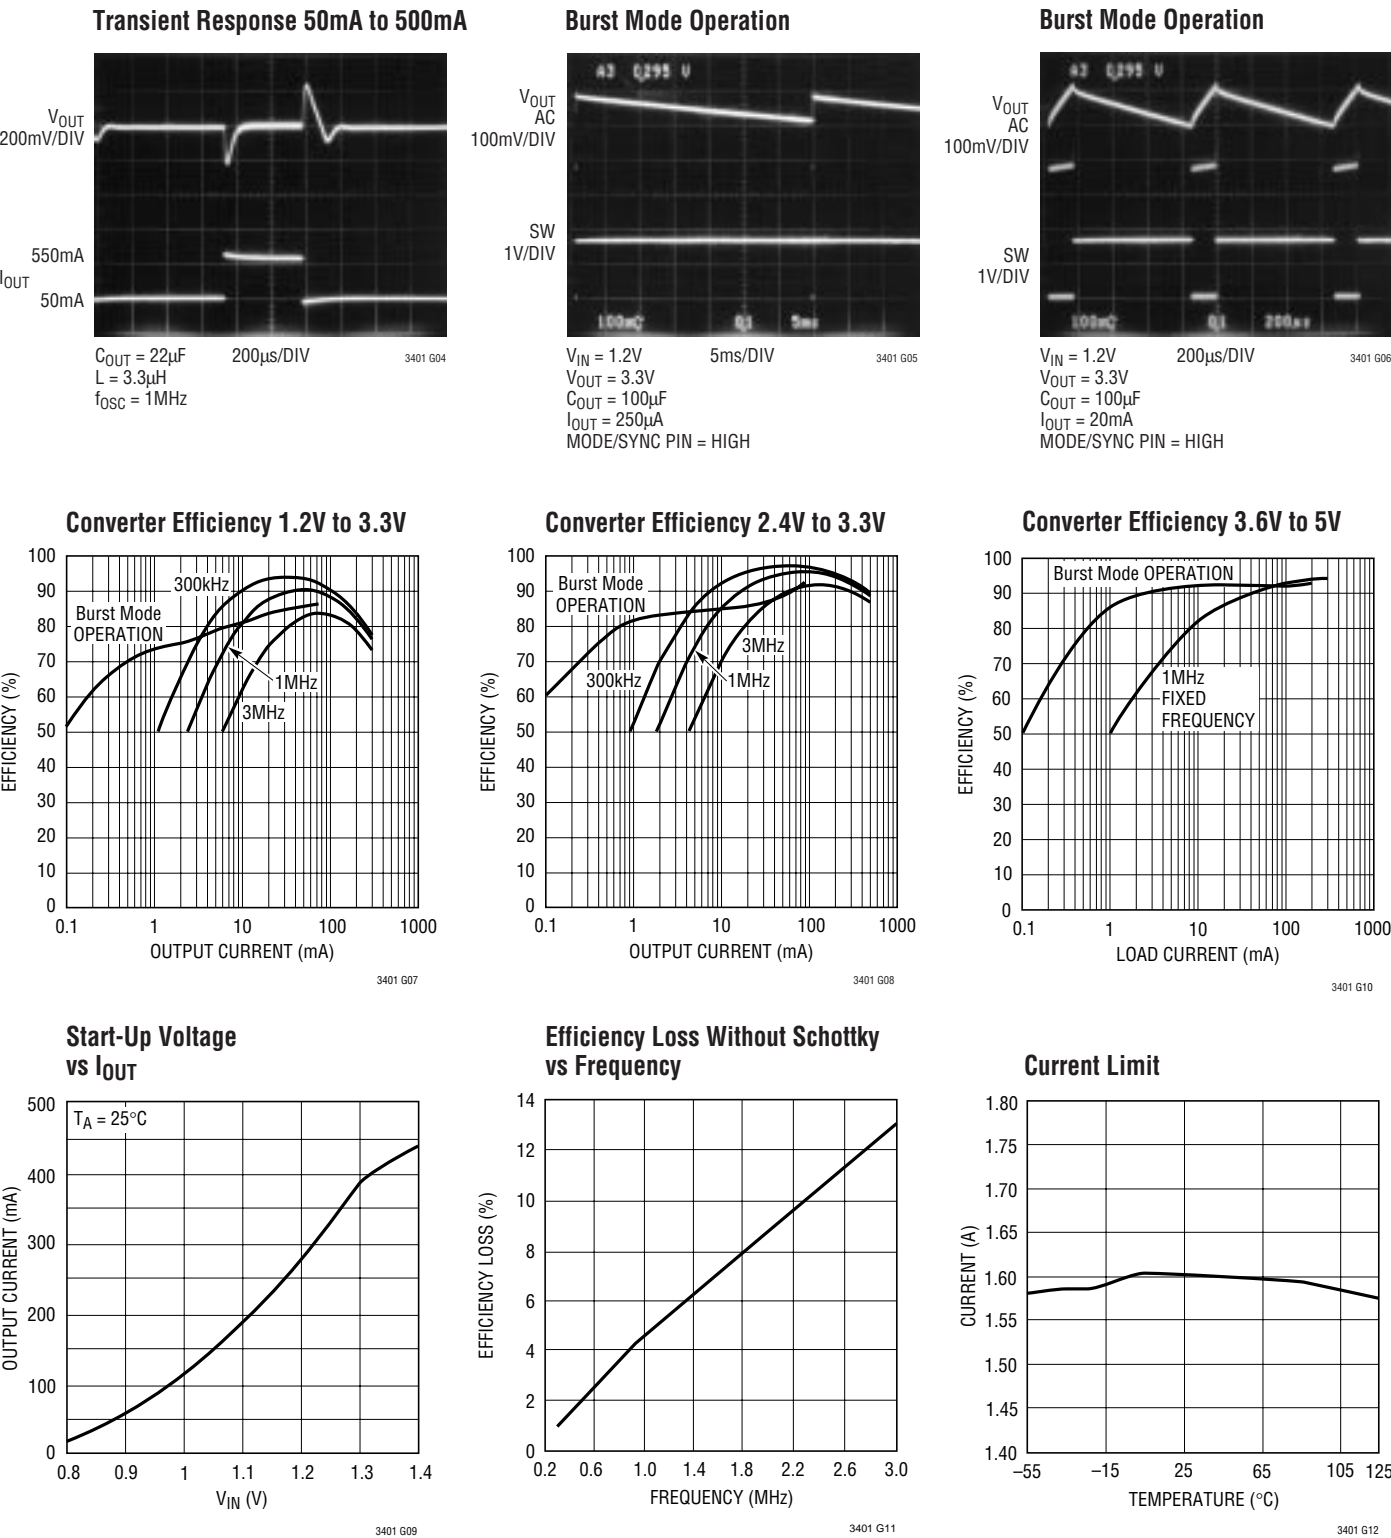 Transient Response 50mA to 500mA
VOUT
200mV/DIV
550mA
IOUT
50mA
COUT = 22µF
200µs/DIV
3401 G04
L = 3.3µH
fOSC = 1MHz
Burst Mode Operation
A3 0.295 V
VOUT
AC
100mV/DIV
SW
1V/DIV
5ms
VIN = 1.2V
5ms/DIV
3401 G05
VOUT = 3.3V
COUT = 100µF
IOUT = 250µA
MODE/SYNC PIN = HIGH
Burst Mode Operation
A3 0.295 V
VOUT
AC
100mV/DIV
SW
1V/DIV
VIN = 1.2V
200µs/DIV
3401 G06
VOUT = 3.3V
COUT = 100µF
IOUT = 20mA
MODE/SYNC PIN = HIGH
Converter Efficiency 1.2V to 3.3V
EFFICIENCY (%)
100
90
80
70
60
50
40
30
20
10
0
300kHz
Burst Mode
OPERATION
1MHz
3MHz
0.1 1 10 100 1000
OUTPUT CURRENT (mA)
3401 G07
Converter Efficiency 2.4V to 3.3V
EFFICIENCY (%)
100
90
80
70
60
50
40
30
20
10
0
Burst Mode
OPERATION
3MHz
300kHz
1MHz
0.1 1 10 100 1000
OUTPUT CURRENT (mA)
3401 G08
Converter Efficiency 3.6V to 5V
EFFICIENCY (%)
100
90
80
70
60
50
40
30
20
10
0
Burst Mode OPERATION
1MHz
FIXED
FREQUENCY
0.1 1 10 100 1000
LOAD CURRENT (mA)
3401 G10
Start-Up Voltage
vs IOUT
OUTPUT CURRENT (mA)
500
400
300
200
100
0
TA = 25°C
0.8 0.9 1 1.1 1.2 1.3 1.4
VIN (V)
3401 G09
Efficiency Loss Without Schottky
vs Frequency
EFFICIENCY LOSS (%)
14
12
10
8
6
4
2
0
0.2 0.6 1.0 1.4 1.8 2.2 2.6 3.0
FREQUENCY (MHz)
3401 G11
Current Limit
CURRENT (A)
1.80
1.75
1.70
1.65
1.60
1.55
1.50
1.45
1.40
–55 –15 25 65 105 125
TEMPERATURE (°C)
3401 G12